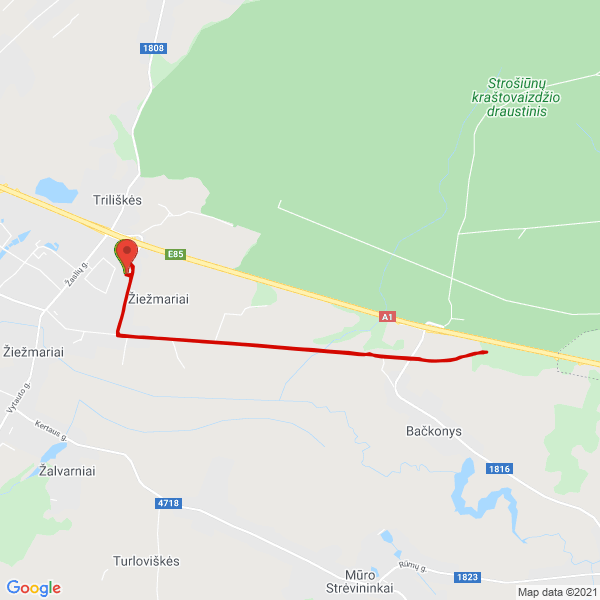 1808
Strošiūnų
kraštovaizdžio
draustinis
Triliškės
E85
Žaslių g.
Žiežmariai
A1
Žiežmariai
Vytauto g.
Kertaus g.
Bačkonys
Žalvarniai
1816
4718
Turloviškės
Mūro
Strėvininkai
Rūmų g.
1823
Google
Map data ©2021